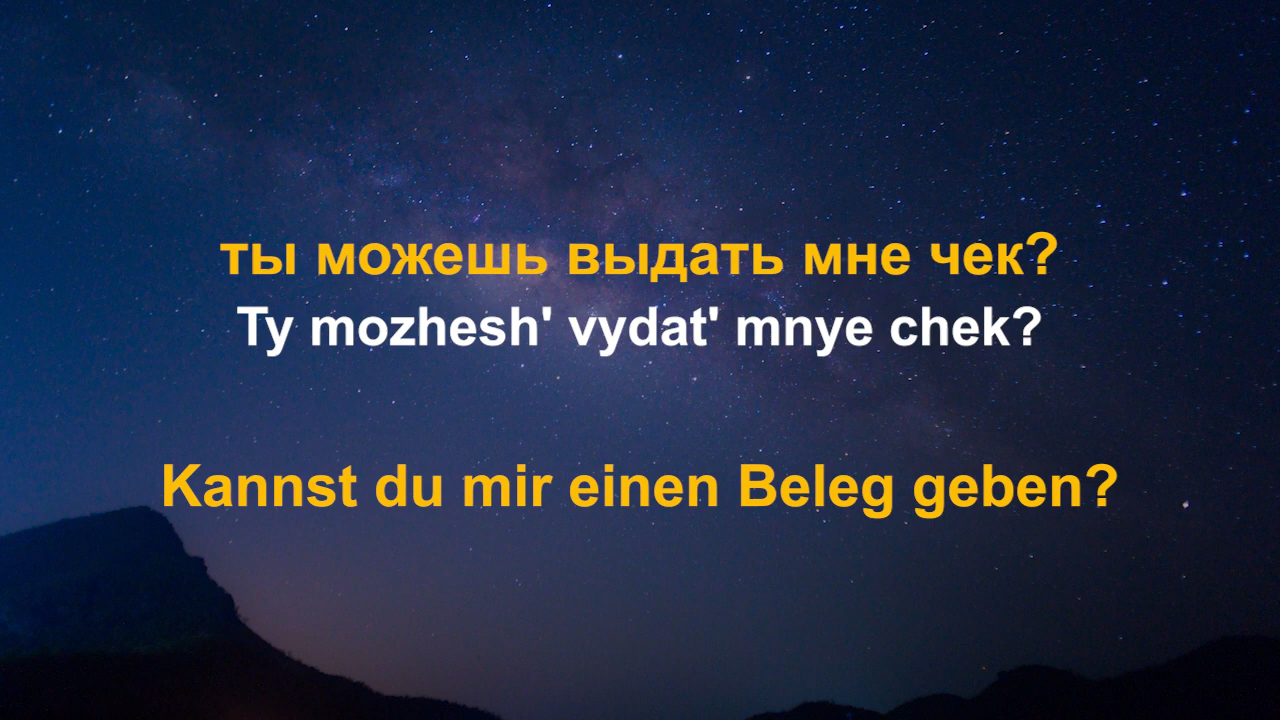 ты можешь выдать мне чек?
Ty mozhesh' vydat' mnye chek?
Kannst du mir einen Beleg geben?